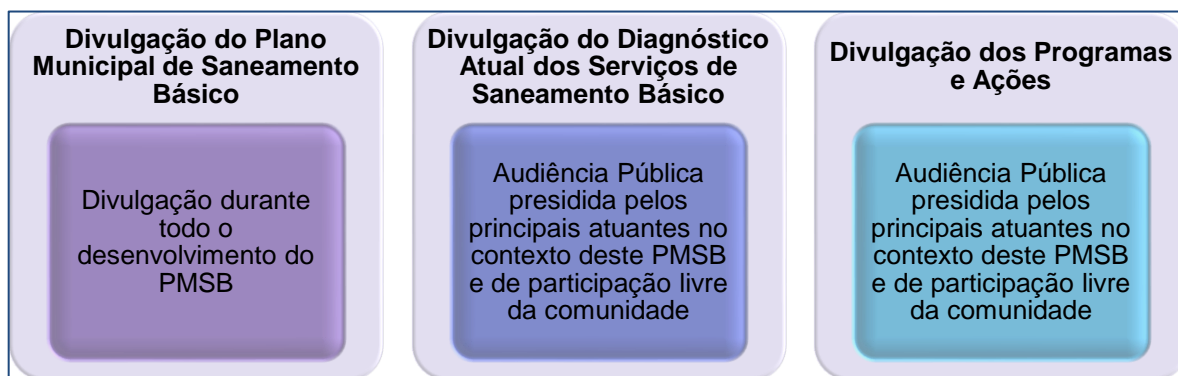 Divulgação do Plano
Municipal de Saneamento
Básico
Divulgação durante
todo o
desenvolvimento do
PMSB
Divulgação do Diagnóstico
Atual dos Serviços de
Saneamento Básico
Audiência Pública
presidida pelos
principais atuantes no
contexto deste PMSB
e de participação livre
da comunidade
Divulgação dos Programas
e Ações
Audiência Pública
presidida pelos
principais atuantes no
contexto deste PMSB
e de participação livre
da comunidade